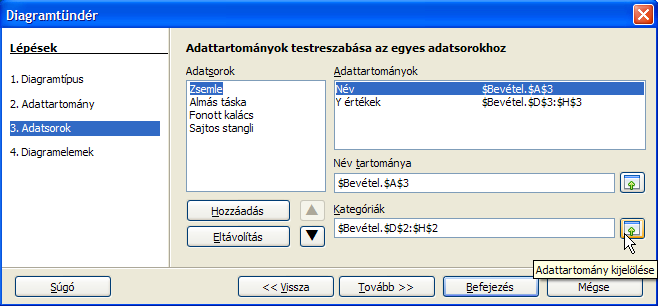 Diagramtündér
Lépések
1. Diagramtípus
2. Adattartomány
3. Adatsorok
4. Diagramelemek
Adattartományok testreszabása az egyes adatsorokhoz
Adatsorok
Zsemle
Almás táska
Fonott kalács
Sajtos stangli
Hozzáadás
Eltávolítás
Adattartományok
Név $Bevétel.$A$3
Y értékek $Bevétel.$D$3:$H$3
Név tartománya
$Bevétel.$A$3
Kategóriák
$Bevétel.$D$2:$H$2
Adattartomány kijelölése
Súgó
<< Vissza
Tovább >>
Befejezés
Mégse